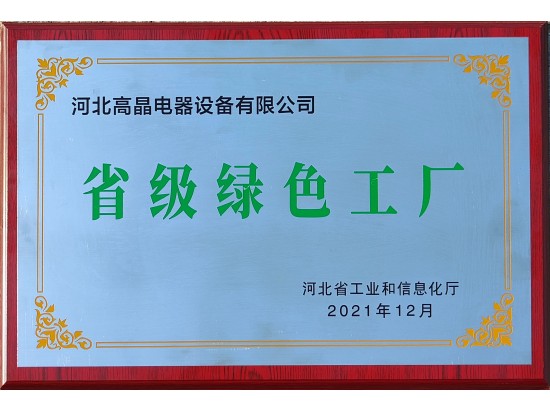 河北高晶电器设备有限公司
省级绿色工厂
河北省工业和信息化厅
2021年12月